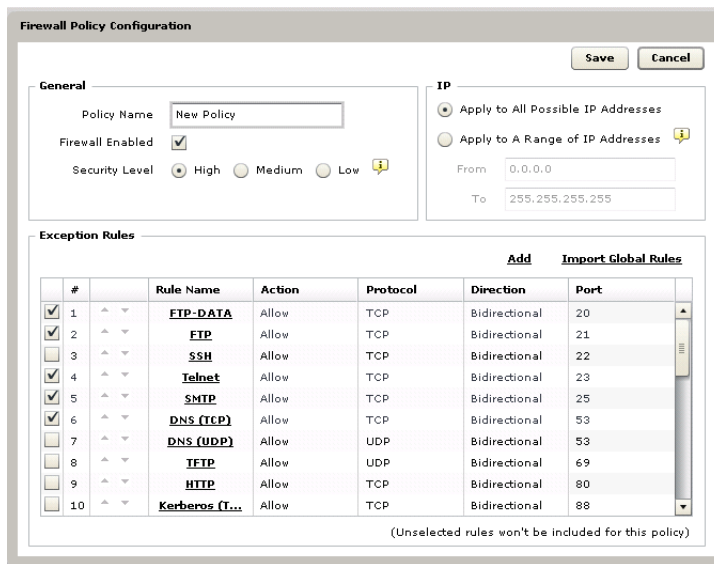 Firewall Policy Configuration
Save Cancel
General
Policy Name New Policy
Firewall Enabled
Security Level High Medium Low
IP
Apply to All Possible IP Addresses
Apply to A Range of IP Addresses
From 0.0.0.0
To 255.255.255.255
Exception Rules
Add Import Global Rules
# Rule Name Action Protocol Direction Port
1 FTP-DATA Allow TCP Bidirectional 20
2 FTP Allow TCP Bidirectional 21
3 SSH Allow TCP Bidirectional 22
4 Telnet Allow TCP Bidirectional 23
5 SMTP Allow TCP Bidirectional 25
6 DNS (TCP) Allow TCP Bidirectional 53
7 DNS (UDP) Allow UDP Bidirectional 53
8 TFTP Allow UDP Bidirectional 69
9 HTTP Allow TCP Bidirectional 80
10 Kerberos (T... Allow TCP Bidirectional 88
(Unselected rules won't be included for this policy)